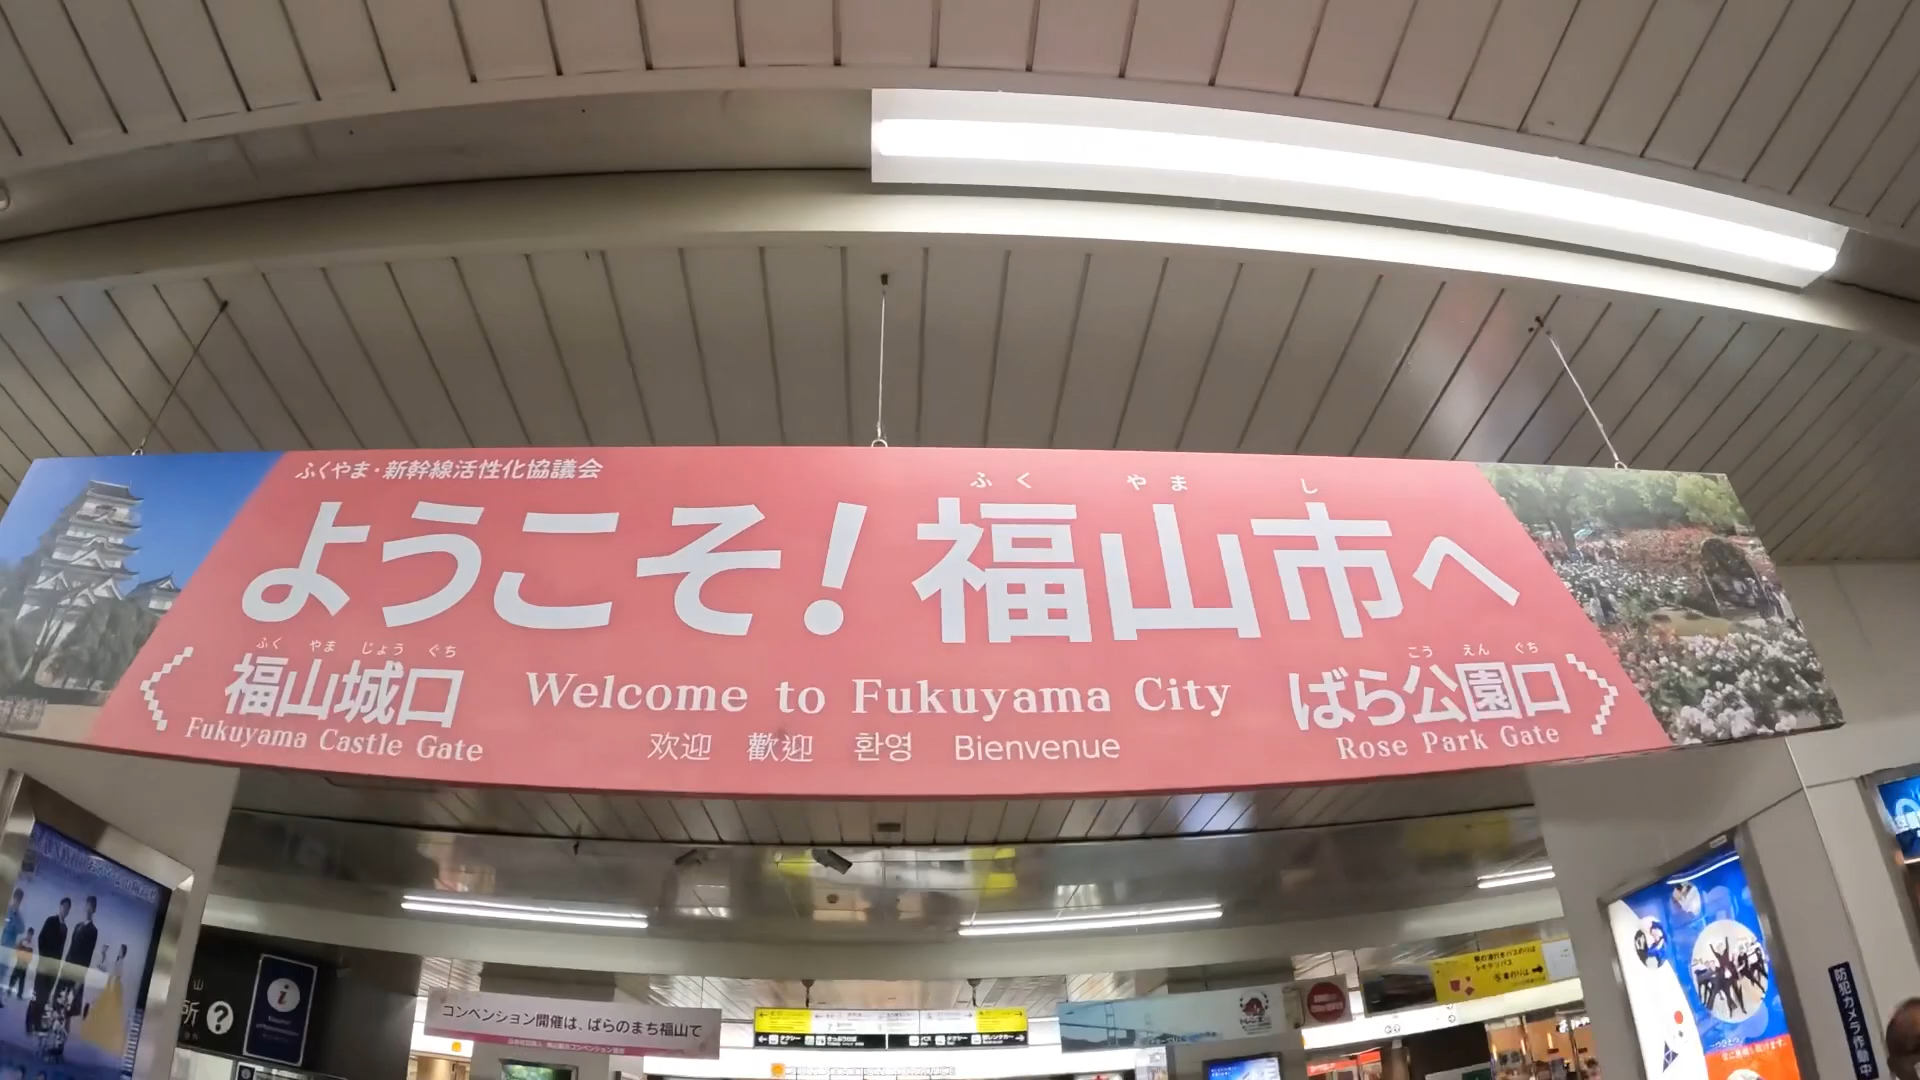 ふくやま・新幹線活性化協議会
ふく やま し
ようこそ!福山市へ
ふく やま じょう ぐち
福山城口
Fukuyama Castle Gate
Welcome to Fukuyama City
欢迎 歡迎 환영 Bienvenue
こう えん ぐち
ばら公園口
Rose Park Gate
コンベンション開催は、ばらのまち福山で
所 ?
i
防犯カメラ作動中